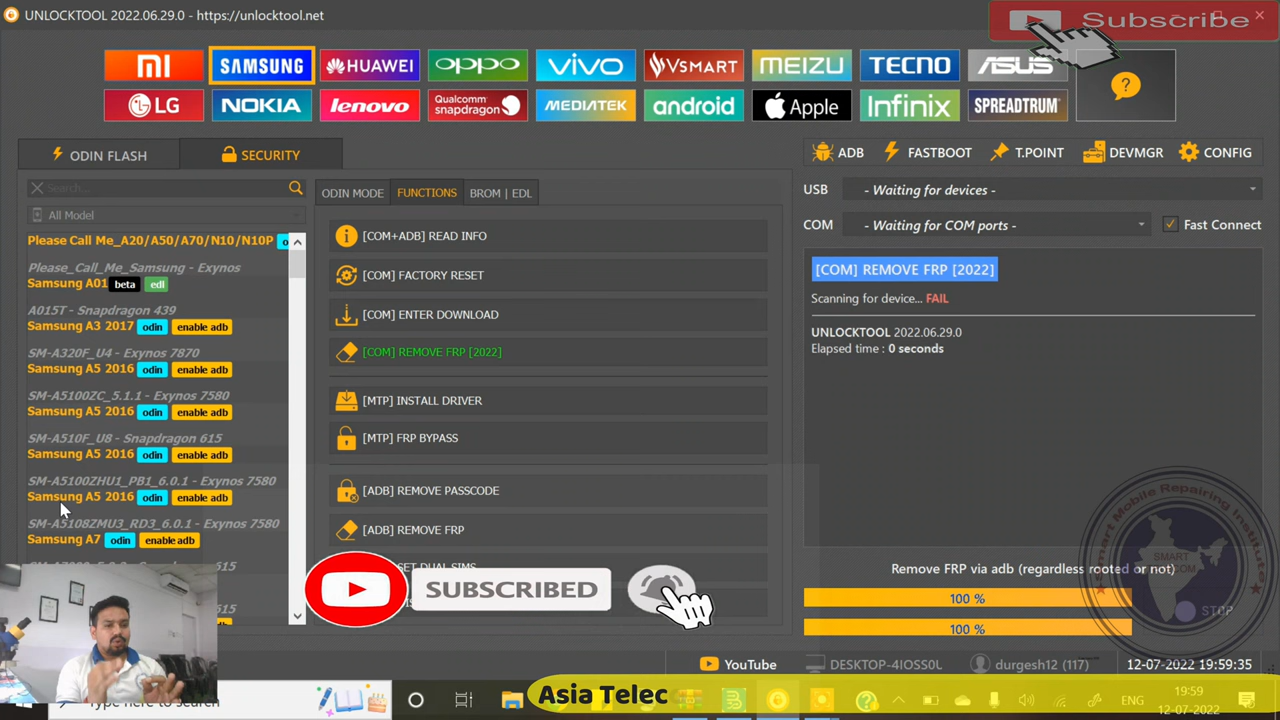 UNLOCKTOOL 2022.06.29.0 - https://unlocktool.net
Subscribe
mi SAMSUNG HUAWEI oppo vivo VSMART MEIZU TECNO ASUS
LG NOKIA lenovo Qualcomm snapdragon MEDIATEK android Apple Infinix SPREADTRUM ?
ODIN FLASH SECURITY
ADB FASTBOOT T.POINT DEVMGR CONFIG
Search...
All Model
Please Call Me_A20/A50/A70/N10/N10P
Please_Call_Me_Samsung - Exynos
Samsung A01 beta edl
A015T - Snapdragon 439
Samsung A3 2017 odin enable adb
SM-A320F_U4 - Exynos 7870
Samsung A5 2016 odin enable adb
SM-A5100ZC_5.1.1 - Exynos 7580
Samsung A5 2016 odin enable adb
SM-A510F_U8 - Snapdragon 615
Samsung A5 2016 odin enable adb
SM-A5100ZHU1_PB1_6.0.1 - Exynos 7580
Samsung A5 2016 odin enable adb
SM-A5108ZMU3_RD3_6.0.1 - Exynos 7580
Samsung A7 odin enable adb
ODIN MODE FUNCTIONS BROM | EDL
[COM+ADB] READ INFO
[COM] FACTORY RESET
[COM] ENTER DOWNLOAD
[COM] REMOVE FRP [2022]
[MTP] INSTALL DRIVER
[MTP] FRP BYPASS
[ADB] REMOVE PASSCODE
[ADB] REMOVE FRP
SUBSCRIBED
USB - Waiting for devices -
COM - Waiting for COM ports - Fast Connect
[COM] REMOVE FRP [2022]
Scanning for device... FAIL
UNLOCKTOOL 2022.06.29.0
Elapsed time : 0 seconds
Remove FRP via adb (regardless rooted or not)
100 %
100 %
STOP
SMART
.COM
Smart Mobile Repairing Institute
YouTube DESKTOP-4IOSS0U durgesh12 (117) 12-07-2022 19:59:35
Type here to search
Asia Telec
ENG
19:59
12-07-2022